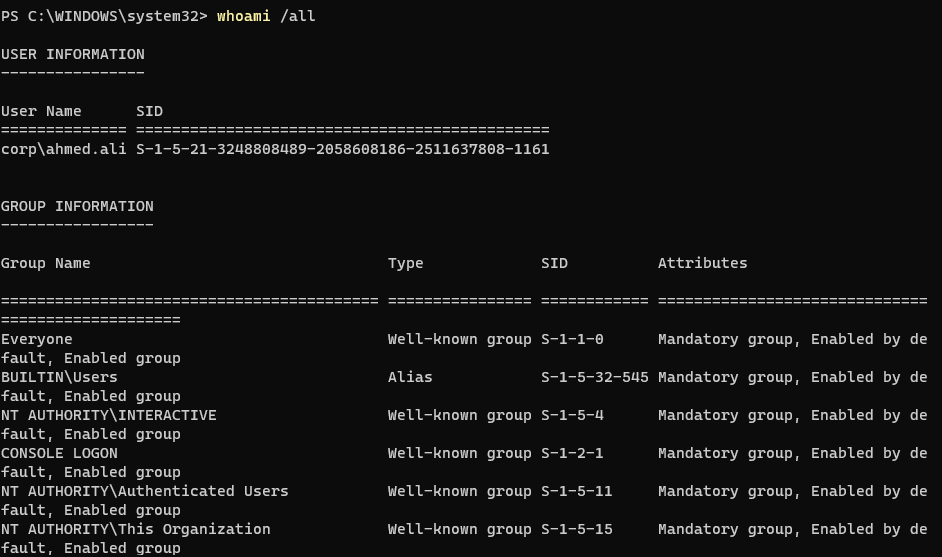 PS C:\WINDOWS\system32> whoami /all
USER INFORMATION
----------------
User Name      SID
============== ==============================================
corp\ahmed.ali S-1-5-21-3248808489-2058608186-2511637808-1161
GROUP INFORMATION
-----------------
Group Name                                 Type             SID          Attributes
========================================== ================ ============ ==============================
====================
Everyone                                   Well-known group S-1-1-0      Mandatory group, Enabled by de
fault, Enabled group
BUILTIN\Users                              Alias            S-1-5-32-545 Mandatory group, Enabled by de
fault, Enabled group
NT AUTHORITY\INTERACTIVE                   Well-known group S-1-5-4      Mandatory group, Enabled by de
fault, Enabled group
CONSOLE LOGON                              Well-known group S-1-2-1      Mandatory group, Enabled by de
fault, Enabled group
NT AUTHORITY\Authenticated Users           Well-known group S-1-5-11     Mandatory group, Enabled by de
fault, Enabled group
NT AUTHORITY\This Organization             Well-known group S-1-5-15     Mandatory group, Enabled by de
fault, Enabled group